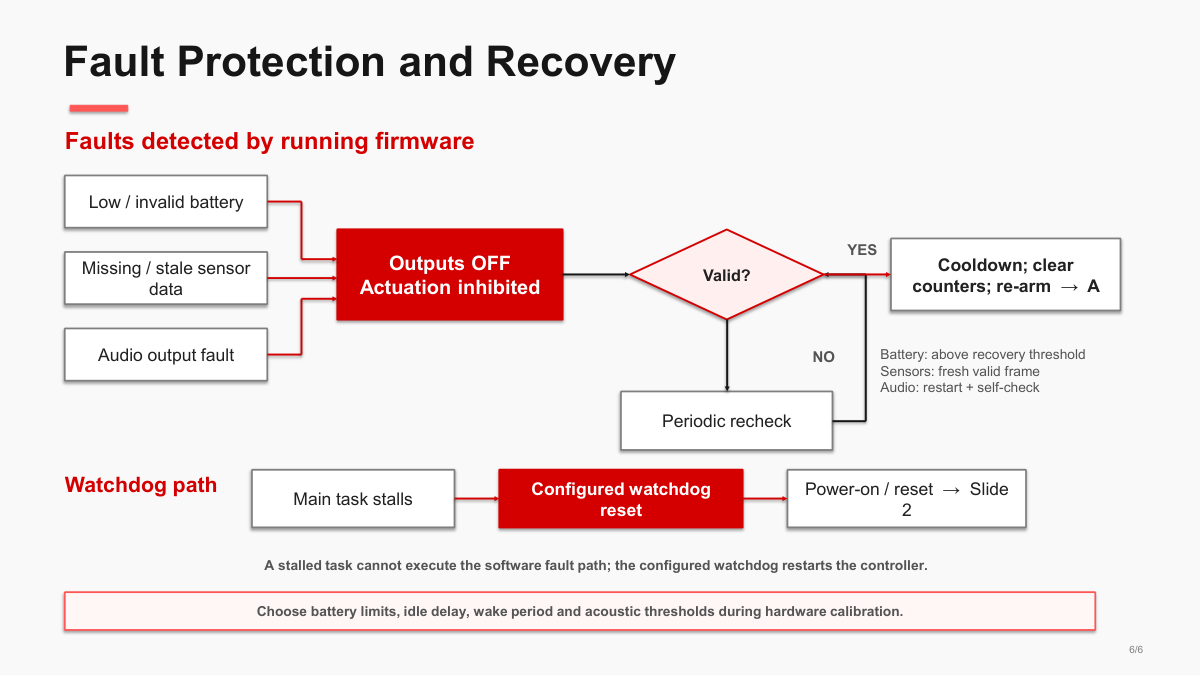 Fault Protection and Recovery
Faults detected by running firmware
Low / invalid battery
Missing / stale sensor
data
Audio output fault
Outputs OFF
Actuation inhibited
Valid?
YES
Cooldown; clear
counters; re-arm → A
NO
Battery: above recovery threshold
Sensors: fresh valid frame
Audio: restart + self-check
Periodic recheck
Watchdog path
Main task stalls
Configured watchdog
reset
Power-on / reset → Slide
2
A stalled task cannot execute the software fault path; the configured watchdog restarts the controller.
Choose battery limits, idle delay, wake period and acoustic thresholds during hardware calibration.
6/6